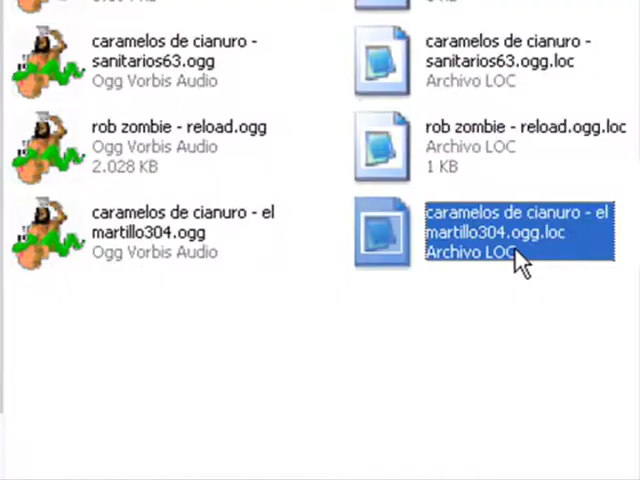 caramelos de cianuro -
sanitarios63.ogg
Ogg Vorbis Audio
caramelos de cianuro -
sanitarios63.ogg.loc
Archivo LOC
rob zombie - reload.ogg
Ogg Vorbis Audio
2.028 KB
rob zombie - reload.ogg.loc
Archivo LOC
1 KB
caramelos de cianuro - el
martillo304.ogg
Ogg Vorbis Audio
caramelos de cianuro - el
martillo304.ogg.loc
Archivo LOC